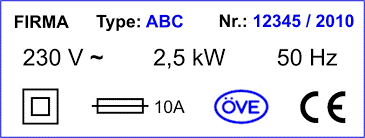 FIRMA Type: ABC Nr.: 12345 / 2010
230 V ~ 2,5 kW 50 Hz
10A ÖVE CE